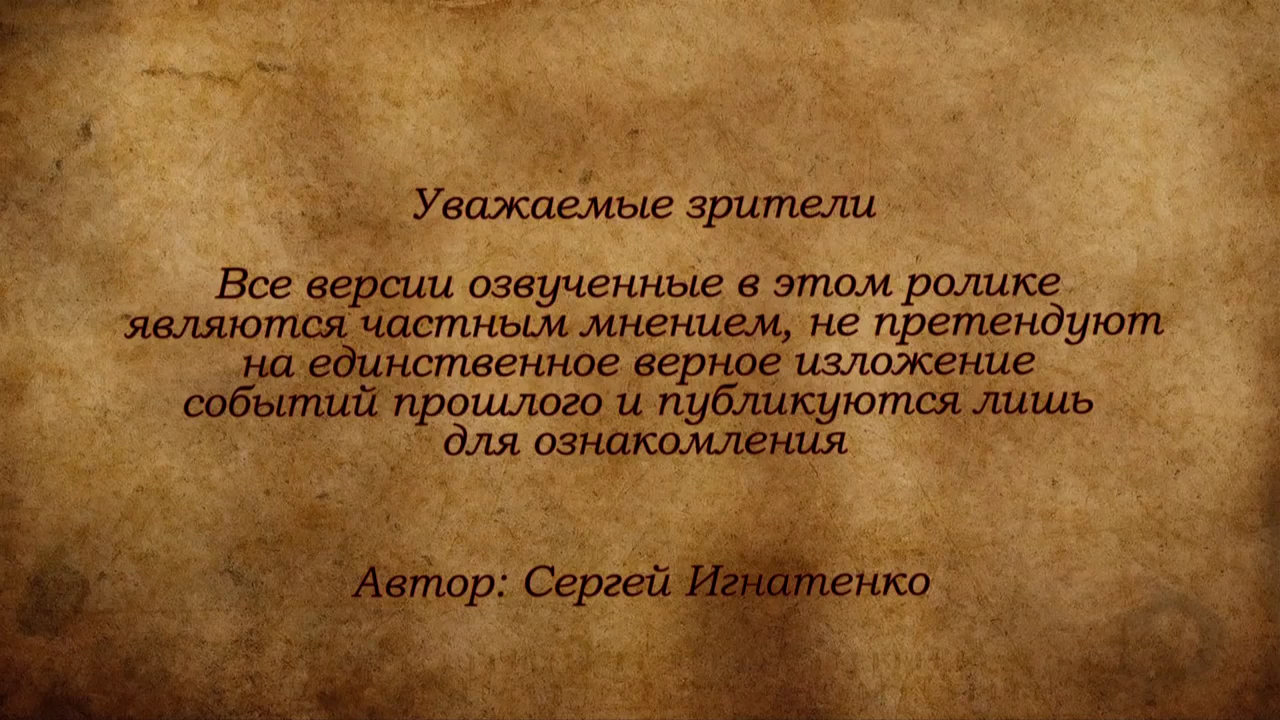 Уважаемые зрители
Все версии озвученные в этом ролике
являются частным мнением, не претендуют
на единственное верное изложение
событий прошлого и публикуются лишь
для ознакомления
Автор: Сергей Игнатенко